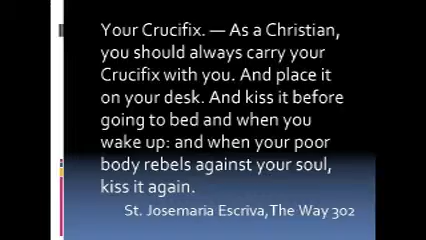 Your Crucifix. — As a Christian,
you should always carry your
Crucifix with you. And place it
on your desk. And kiss it before
going to bed and when you
wake up: and when your poor
body rebels against your soul,
kiss it again.
St. Josemaria Escriva,The Way 302